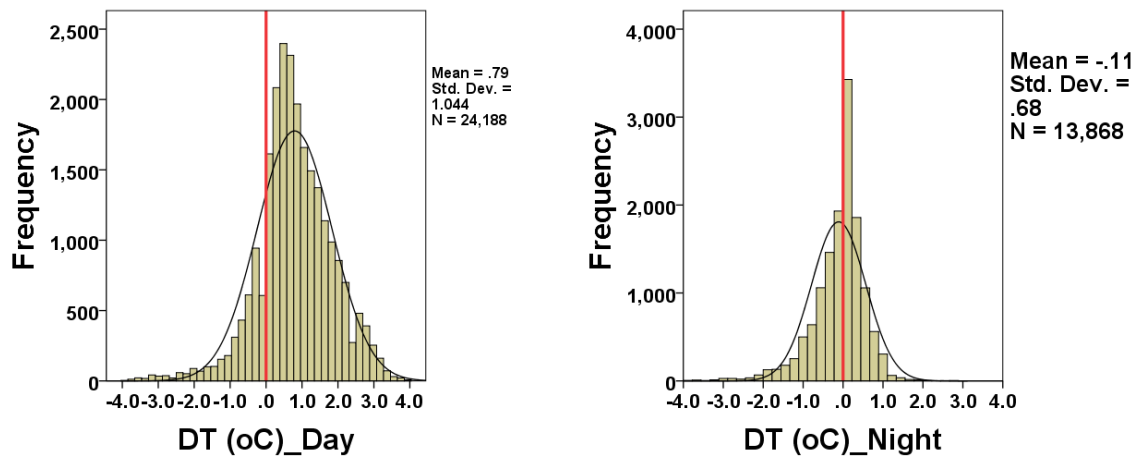 2,500
2,000
1,500
1,000
500
0
Frequency
-4.0 -3.0 -2.0 -1.0 .0 1.0 2.0 3.0 4.0
DT (oC)_Day
Mean = .79
Std. Dev. =
1.044
N = 24,188
4,000
3,000
2,000
1,000
0
Frequency
-4.0 -3.0 -2.0 -1.0 .0 1.0 2.0 3.0 4.0
DT (oC)_Night
Mean = -.11
Std. Dev. =
.68
N = 13,868